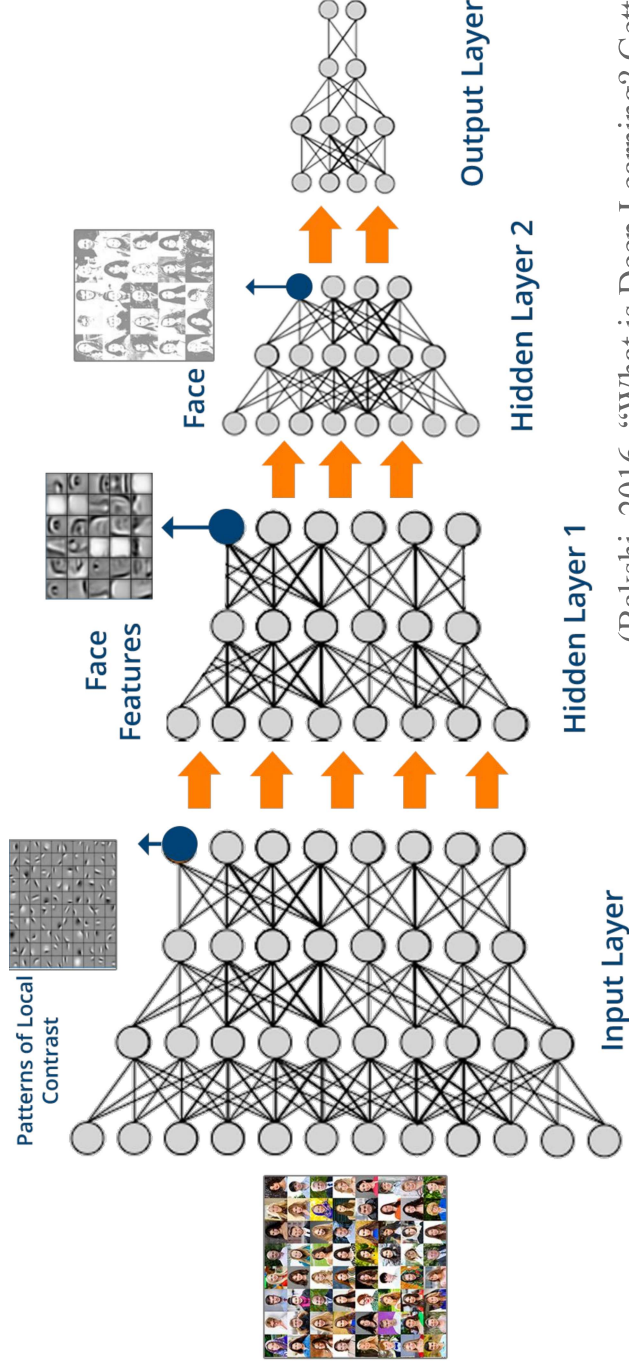 Patterns of Local
Contrast
Face
Features
Face
Input Layer
Hidden Layer 1
Hidden Layer 2
Output Layer
2016, “What is Deep Learning?